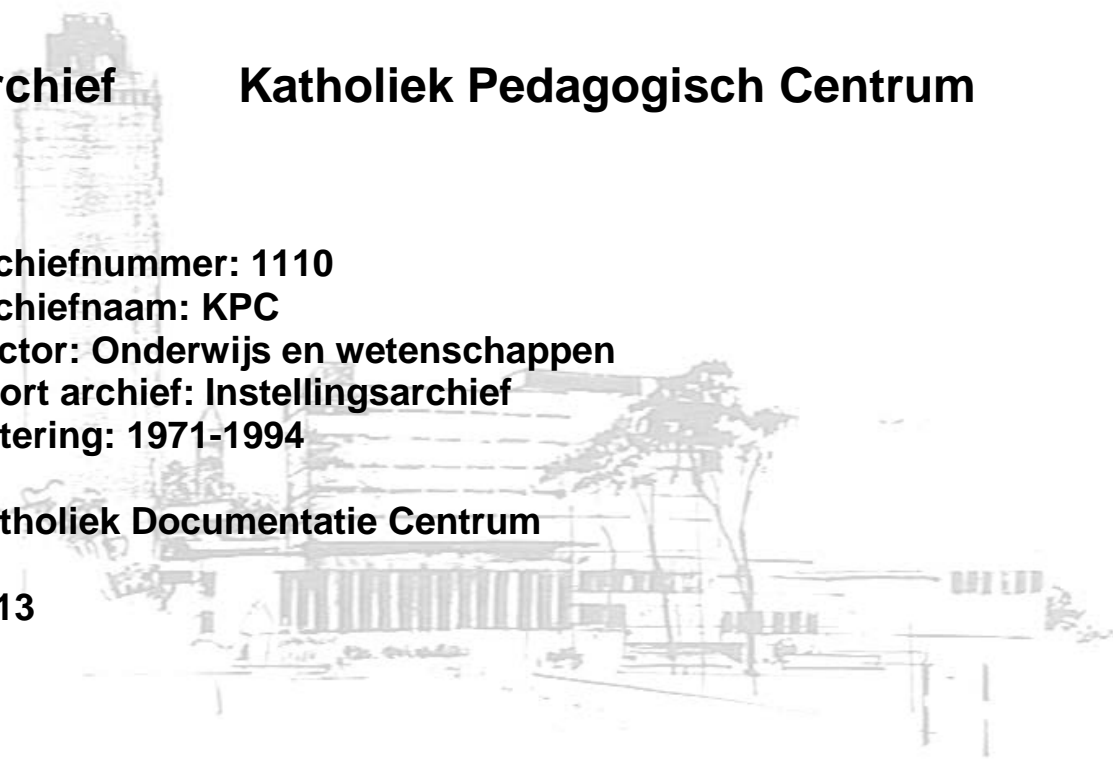 rchief Katholiek Pedagogisch Centrum
chiefnummer: 1110
chiefnaam: KPC
ctor: Onderwijs en wetenschappen
ort archief: Instellingsarchief
tering: 1971-1994
tholiek Documentatie Centrum
13